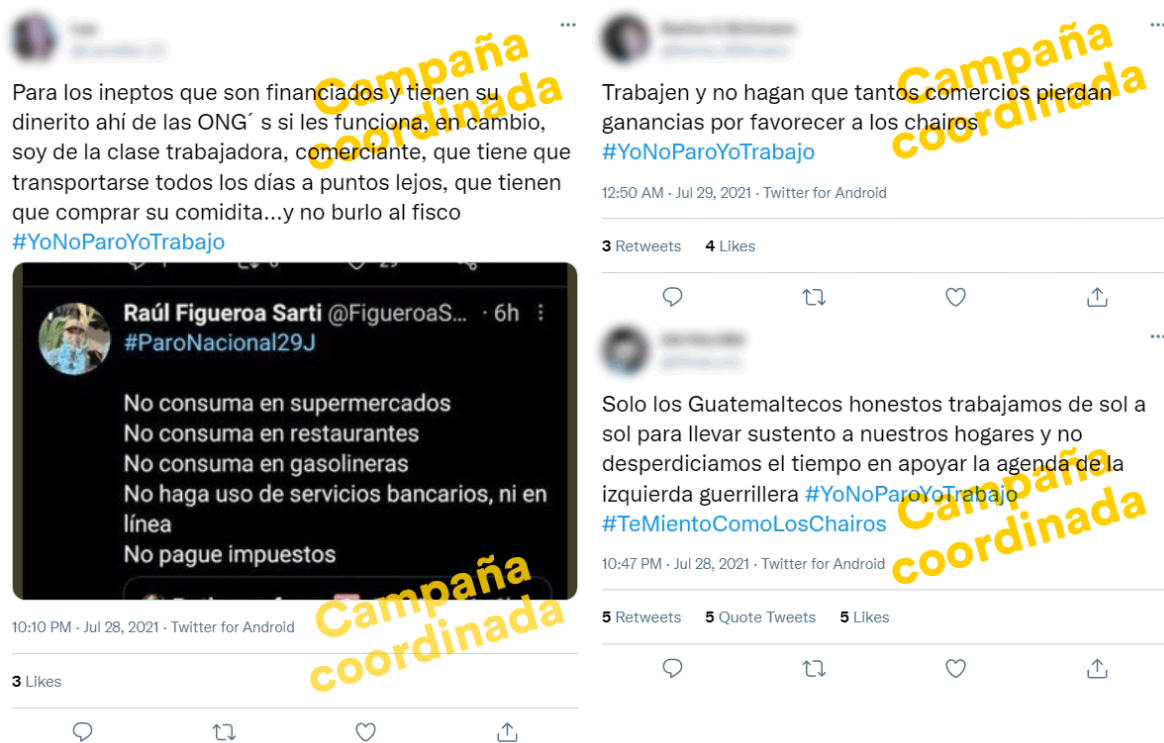 Para los ineptos que son financiados y tienen su
dinerito ahí de las ONG´ s si les funciona, en cambio,
soy de la clase trabajadora, comerciante, que tiene que
transportarse todos los días a puntos lejos, que tienen
que comprar su comidita...y no burlo al fisco
#YoNoParoYoTrabajo
Campaña
coordinada
Raúl Figueroa Sarti @FigueroaS... · 6h
#ParoNacional29J
No consuma en supermercados
No consuma en restaurantes
No consuma en gasolineras
No haga uso de servicios bancarios, ni en
línea
No pague impuestos
Campaña
coordinada
10:10 PM · Jul 28, 2021 · Twitter for Android
3 Likes
Trabajen y no hagan que tantos comercios pierdan
ganancias por favorecer a los chairos
#YoNoParoYoTrabajo
Campaña
coordinada
12:50 AM · Jul 29, 2021 · Twitter for Android
3 Retweets 4 Likes
Solo los Guatemaltecos honestos trabajamos de sol a
sol para llevar sustento a nuestros hogares y no
desperdiciamos el tiempo en apoyar la agenda de la
izquierda guerrillera #YoNoParoYoTrabajo
#TeMientoComoLosChairos
Campaña
coordinada
10:47 PM · Jul 28, 2021 · Twitter for Android
5 Retweets 5 Quote Tweets 5 Likes